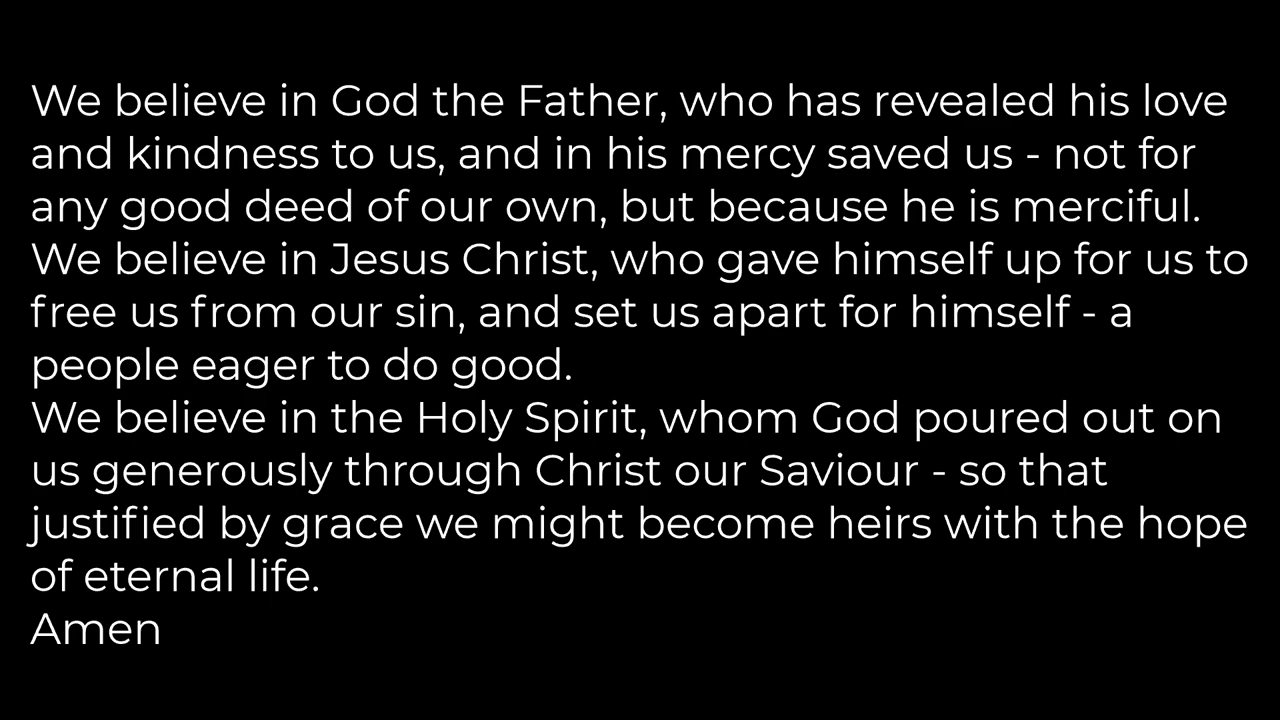 We believe in God the Father, who has revealed his love
and kindness to us, and in his mercy saved us - not for
any good deed of our own, but because he is merciful.
We believe in Jesus Christ, who gave himself up for us to
free us from our sin, and set us apart for himself - a
people eager to do good.
We believe in the Holy Spirit, whom God poured out on
us generously through Christ our Saviour - so that
justified by grace we might become heirs with the hope
of eternal life.
Amen